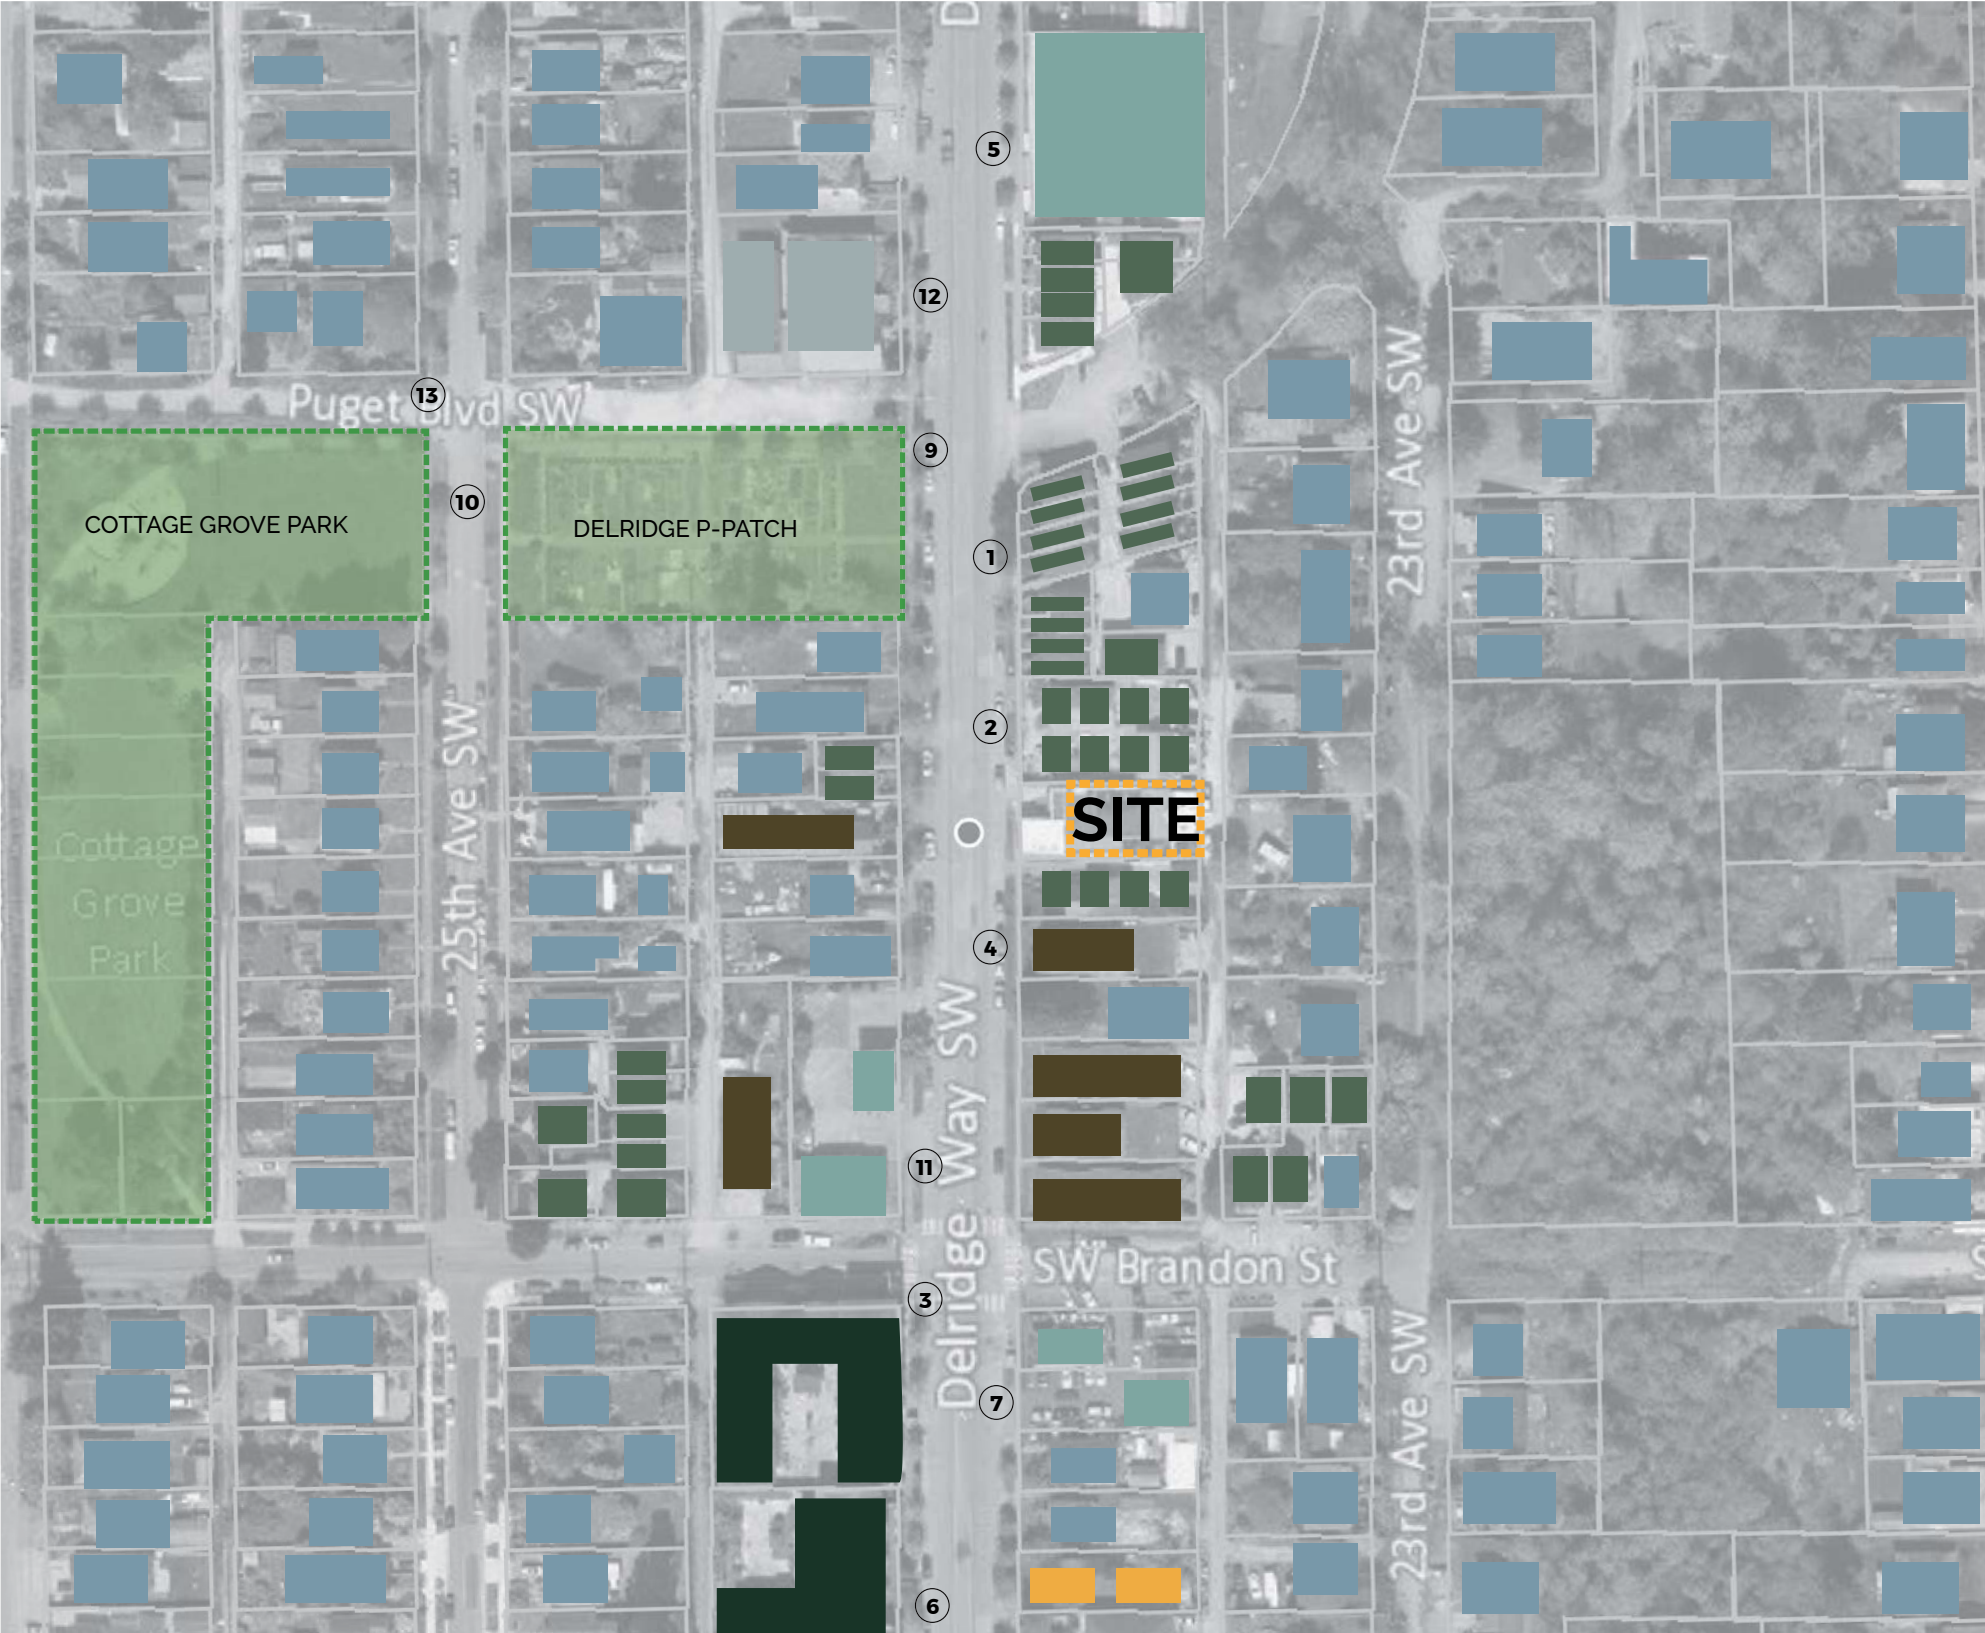 D
5
12
13
Puget Blvd SW
9
10
COTTAGE GROVE PARK
DELRIDGE P-PATCH
23rd Ave SW
1
2
SITE
25th Ave SW
Cottage
Grove
Park
4
Delridge Way SW
11
SW Brandon St
S
3
7
23rd Ave SW
6